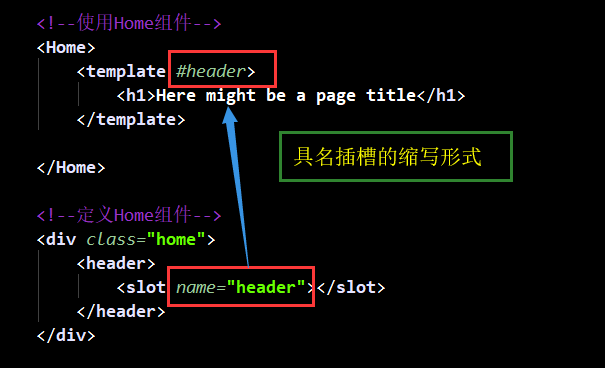 <!--使用Home组件-->
<Home>
<template #header>
<h1>Here might be a page title</h1>
</template>
具名插槽的缩写形式
</Home>
<!--定义Home组件-->
<div class="home">
<header>
<slot name="header"></slot>
</header>
</div>